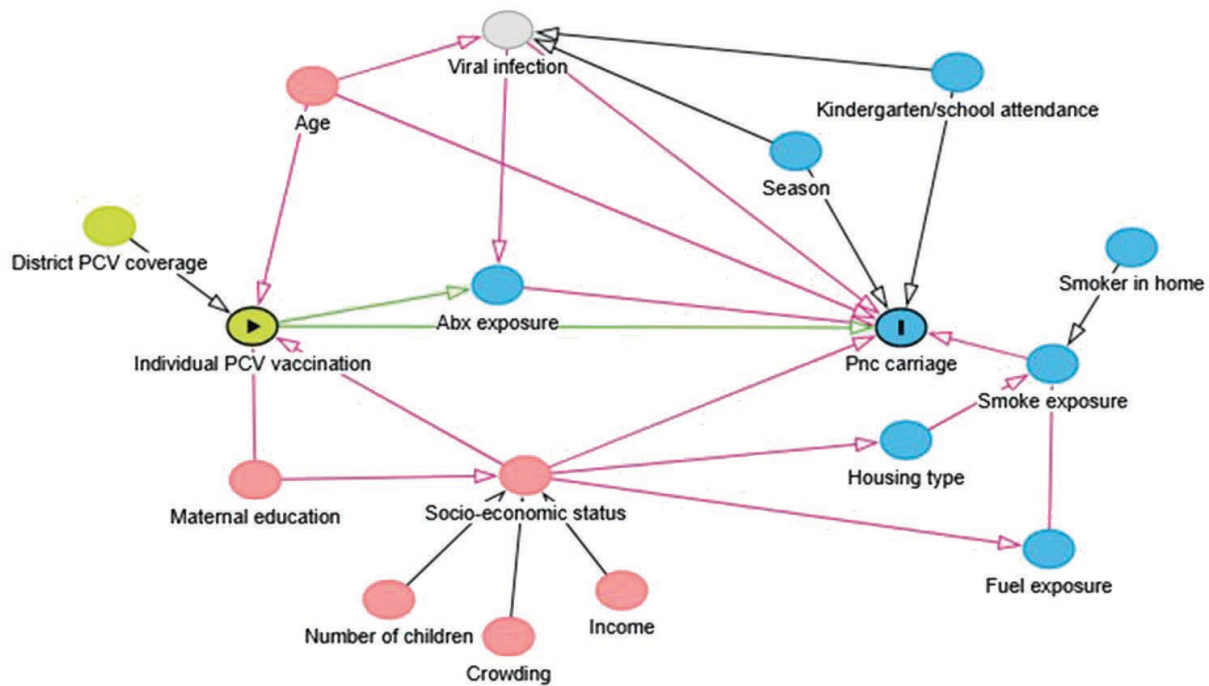 Viral infection
Kindergarten/school attendance
Age
Season
District PCV coverage
Smoker in home
Abx exposure
Individual PCV vaccination
Pnc carriage
Smoke exposure
Housing type
Maternal education
Socio-economic status
Fuel exposure
Number of children
Income
Crowding